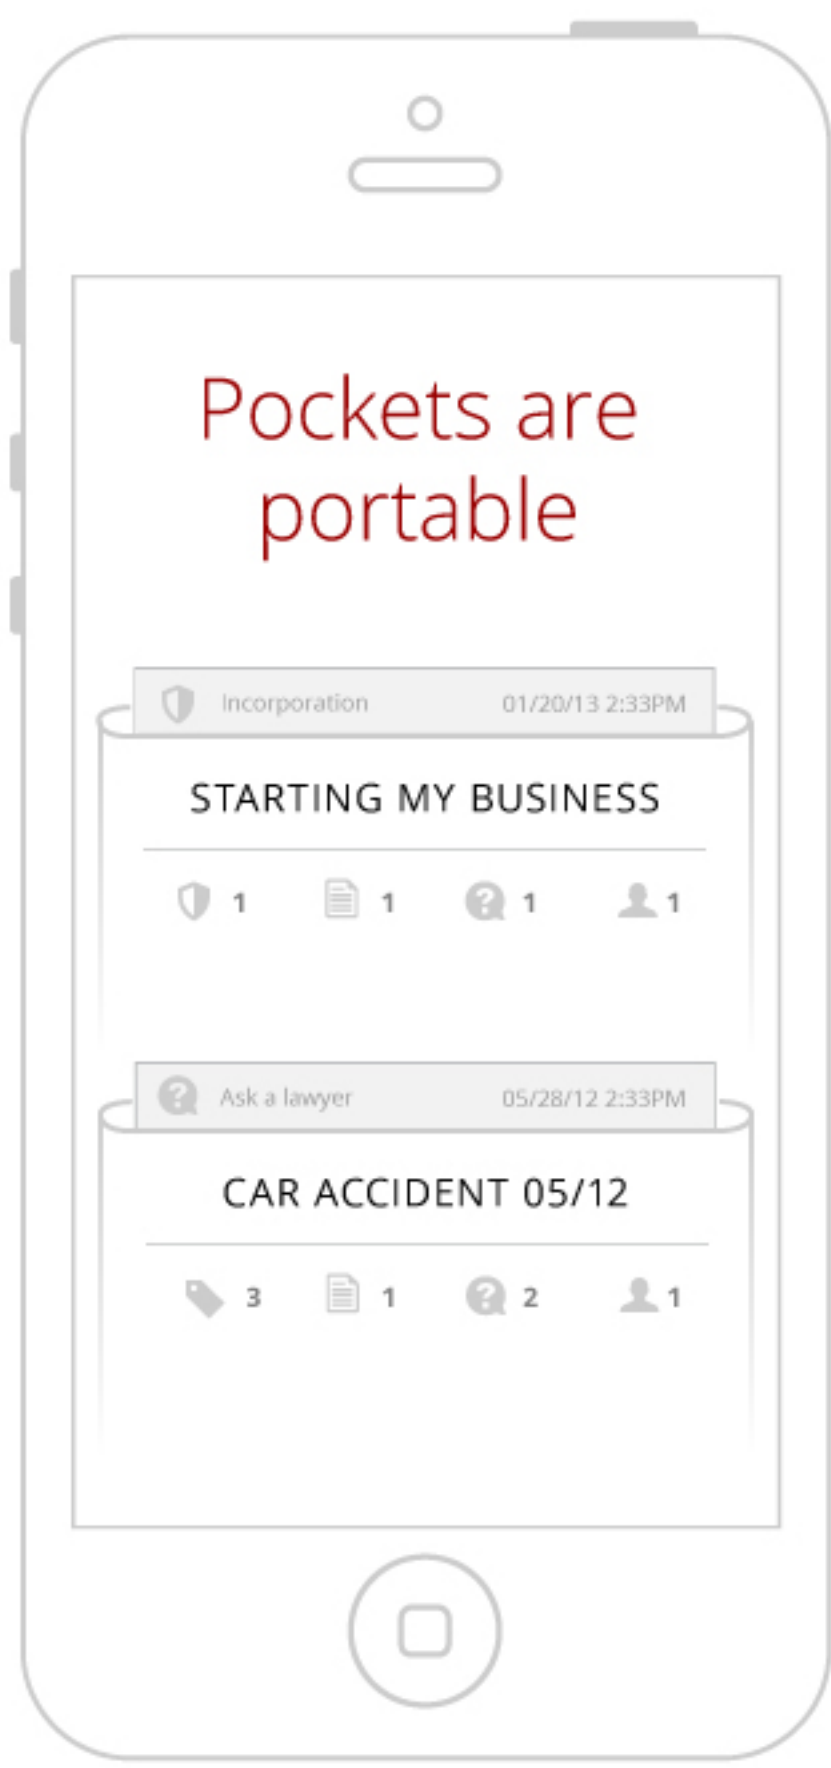 Pockets are
portable
Incorporation 01/20/13 2:33PM
STARTING MY BUSINESS
1 1 1 1
Ask a lawyer 05/28/12 2:33PM
CAR ACCIDENT 05/12
3 1 2 1